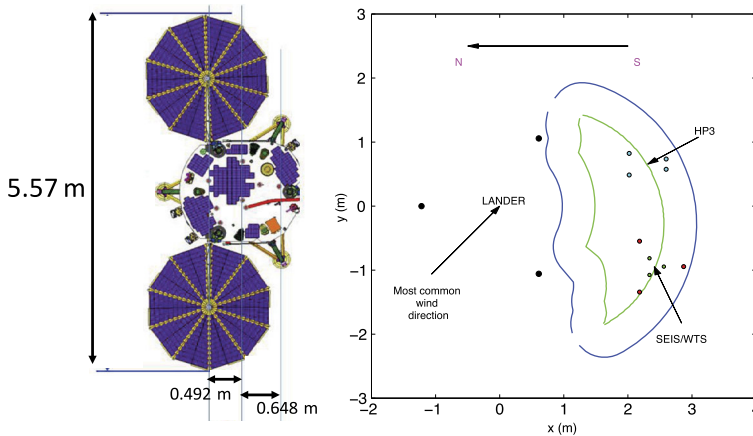 5.57 m
0.492 m
0.648 m
3
2
1
0
−1
−2
−3
−2
−1
0
1
2
3
4
y (m)
x (m)
N
S
HP3
LANDER
Most common
wind
direction
SEIS/WTS